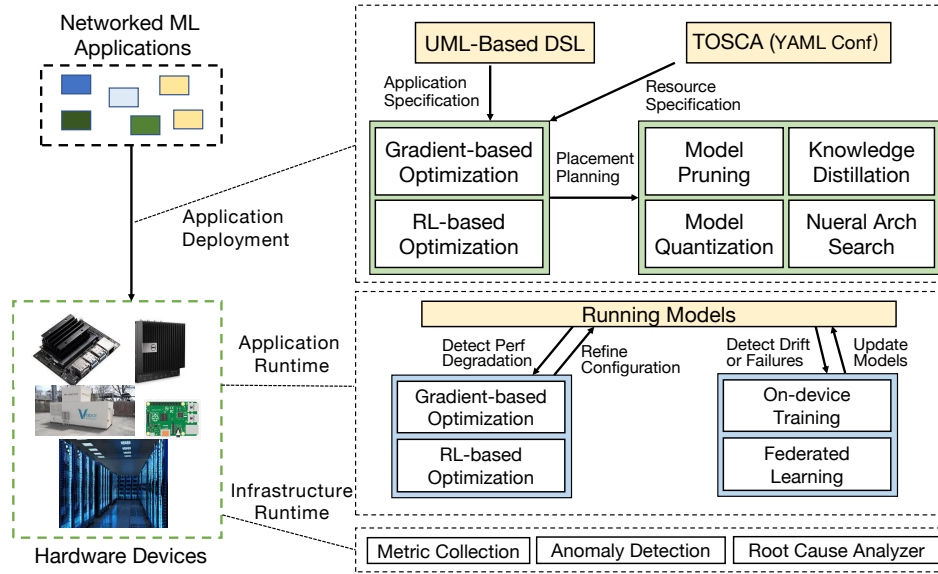 Networked ML
Applications
UML-Based DSL
TOSCA (YAML Conf)
Application
Specification
Resource
Specification
Gradient-based
Optimization
RL-based
Optimization
Placement
Planning
Model
Pruning
Knowledge
Distillation
Model
Quantization
Nueral Arch
Search
Application
Deployment
Running Models
Detect Perf
Degradation
Refine
Configuration
Detect Drift
or Failures
Update
Models
Application
Runtime
Gradient-based
Optimization
RL-based
Optimization
On-device
Training
Federated
Learning
Infrastructure
Runtime
Hardware Devices
Metric Collection
Anomaly Detection
Root Cause Analyzer